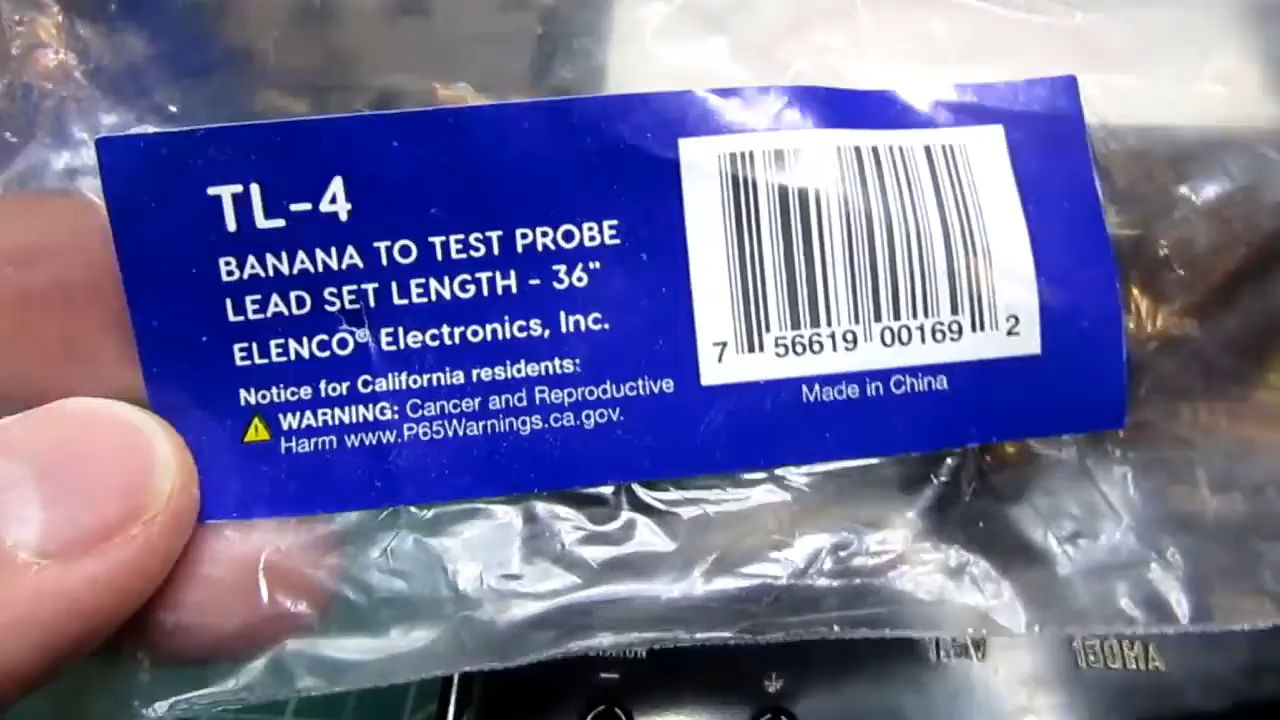 TL-4
BANANA TO TEST PROBE
LEAD SET LENGTH - 36"
ELENCO® Electronics, Inc.
Notice for California residents:
WARNING: Cancer and Reproductive
Harm www.P65Warnings.ca.gov.
7 56619 00169 2
Made in China
150MA